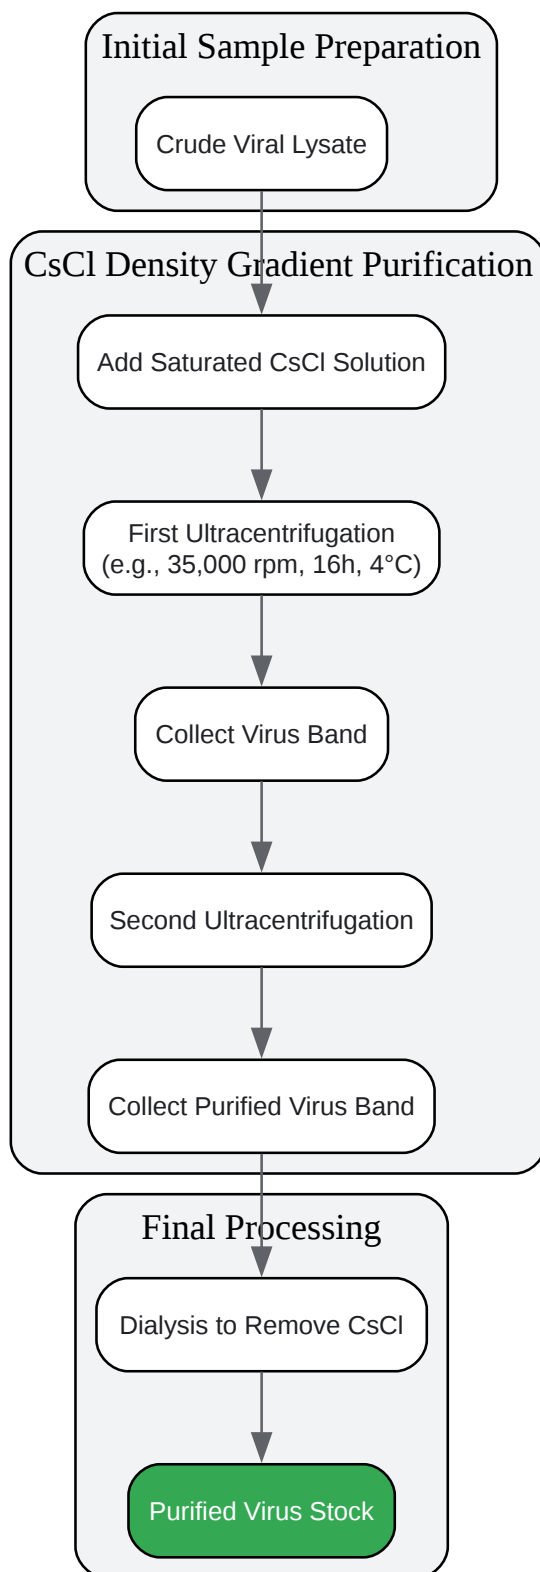 Initial Sample Preparation
Crude Viral Lysate
CsCl Density Gradient Purification
Add Saturated CsCl Solution
First Ultracentrifugation
(e.g., 35,000 rpm, 16h, 4°C)
Collect Virus Band
Second Ultracentrifugation
Collect Purified Virus Band
Final Processing
Dialysis to Remove CsCl
Purified Virus Stock